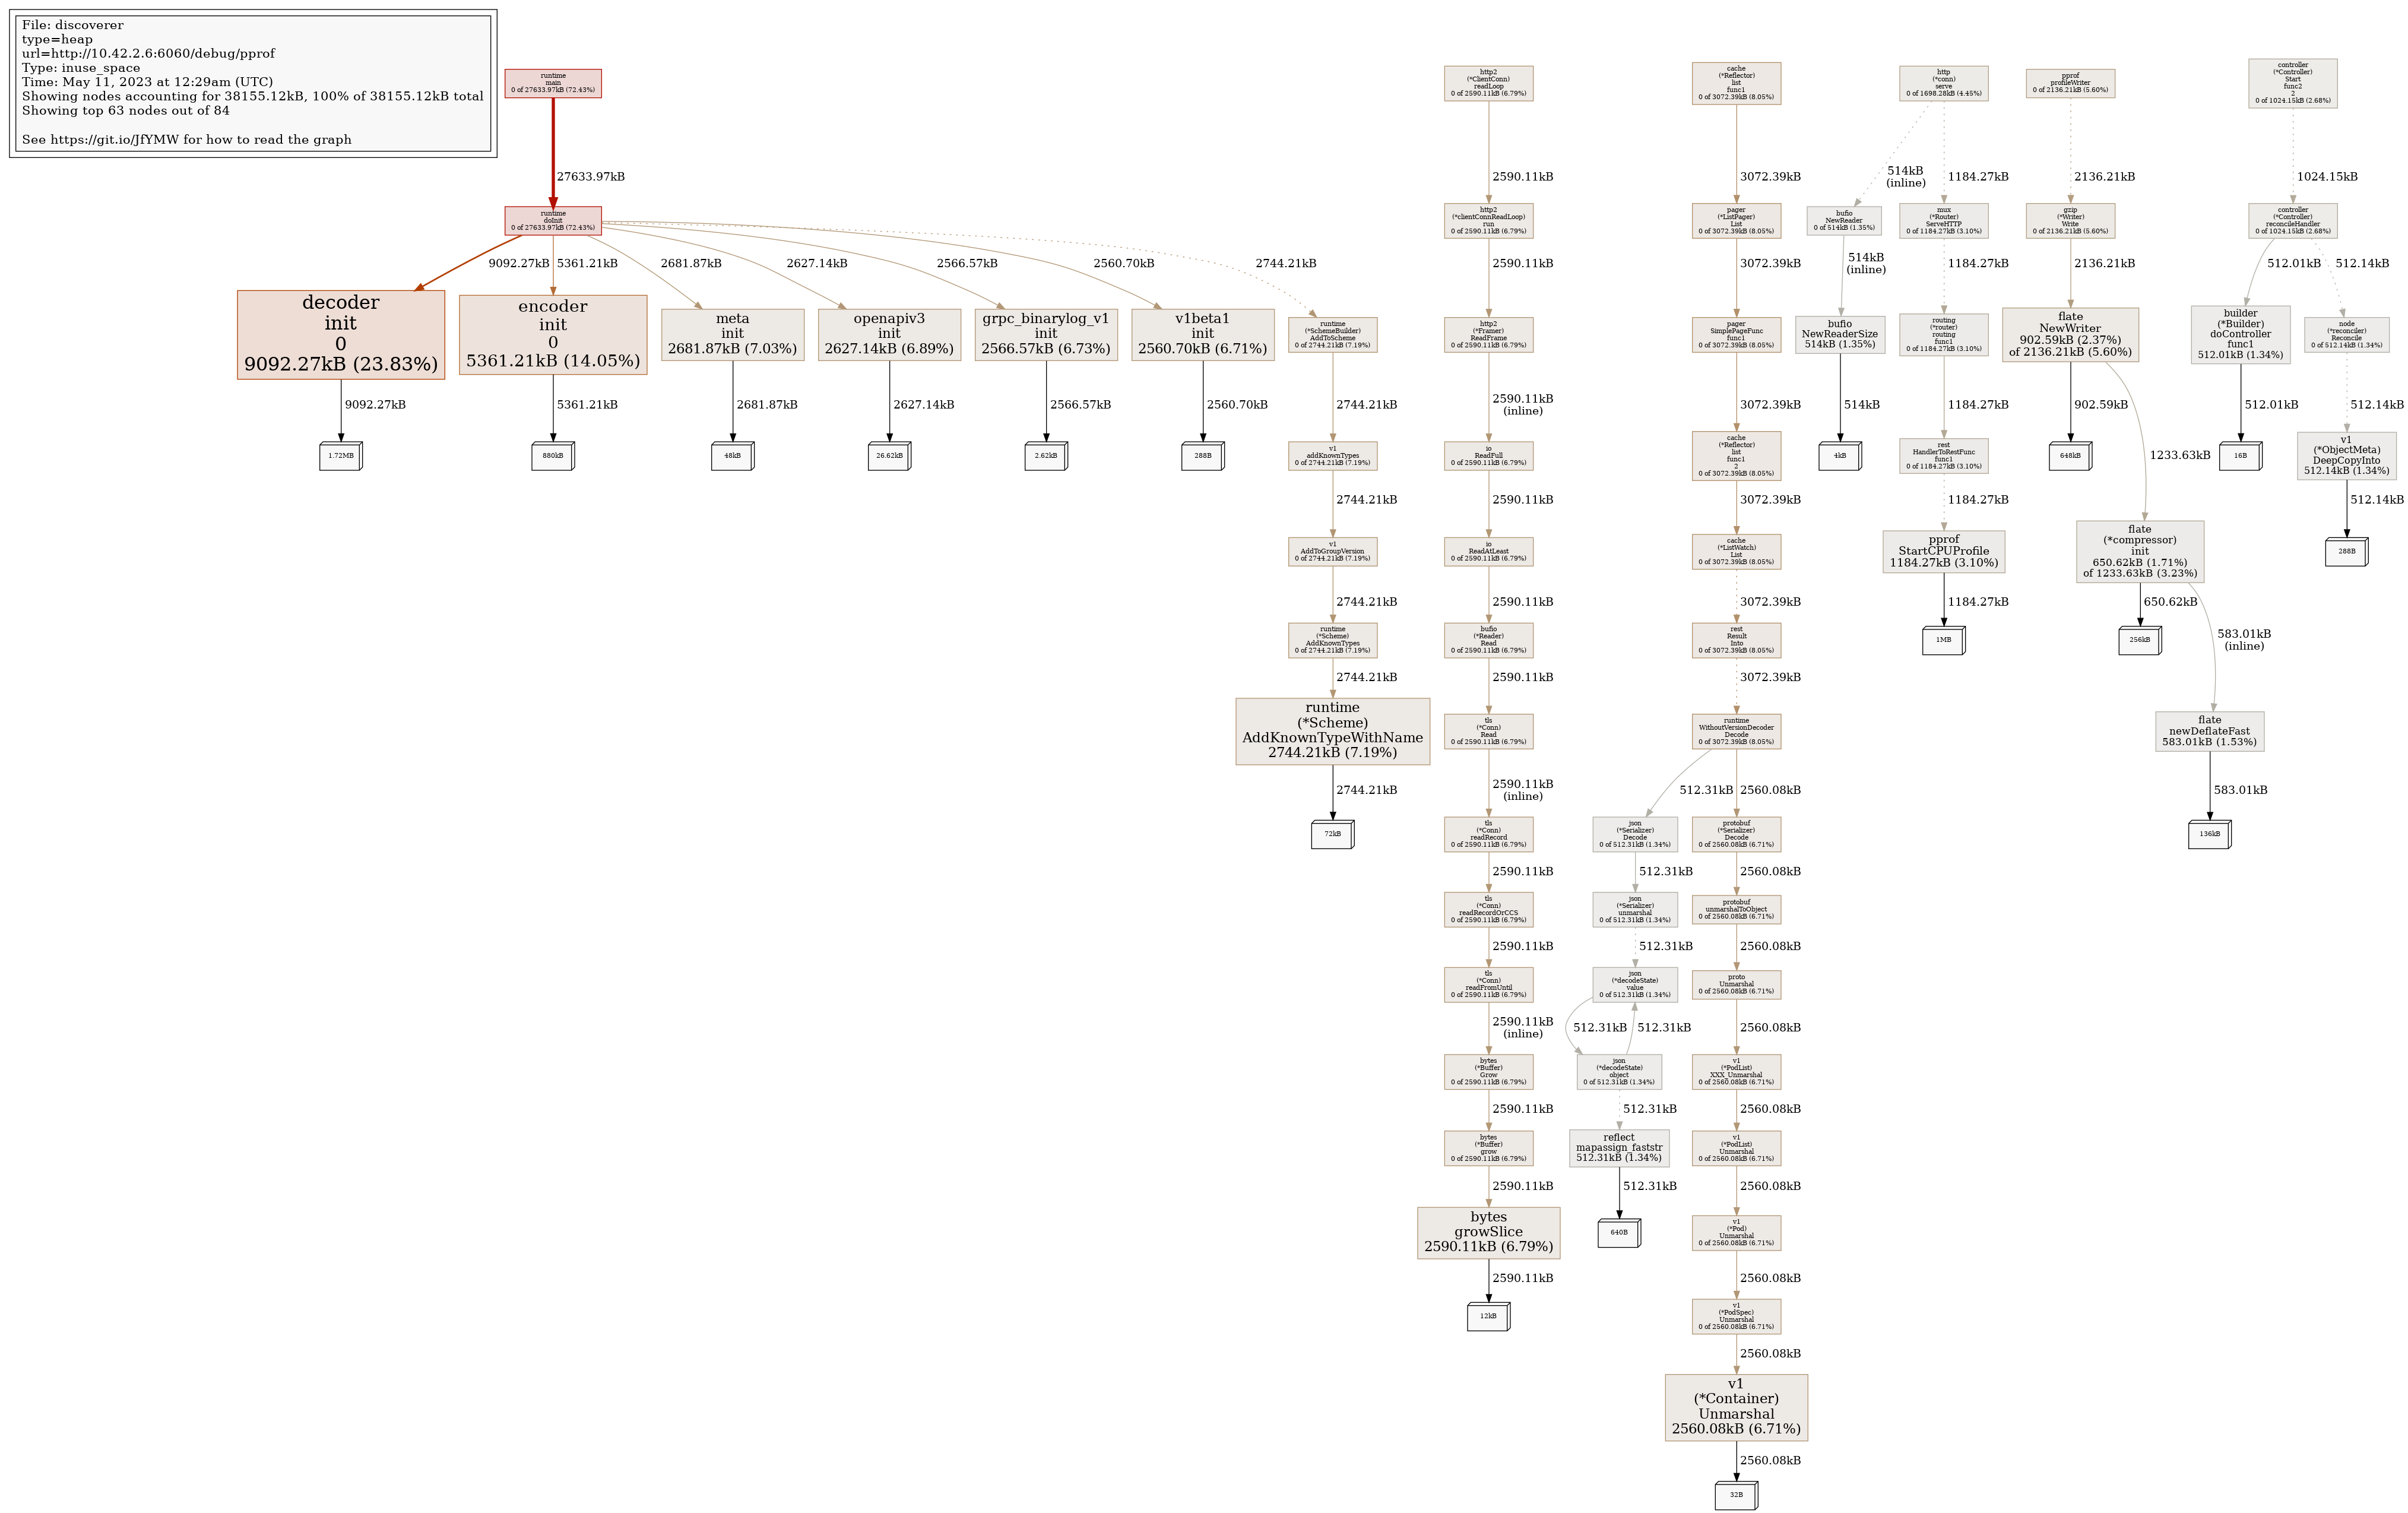 File: discoverer
type=heap
url=http://10.42.2.6:6060/debug/pprof
Type: inuse_space
Time: May 11, 2023 at 12:29am (UTC)
Showing nodes accounting for 38155.12kB, 100% of 38155.12kB total
Showing top 63 nodes out of 84
See https://git.io/JfYMW for how to read the graph
runtime
main
0 of 27633.97kB (72.43%)
27633.97kB
runtime
doInit
0 of 27633.97kB (72.43%)
9092.27kB
5361.21kB
2681.87kB
2627.14kB
2566.57kB
2560.70kB
2744.21kB
decoder
init
0
9092.27kB (23.83%)
9092.27kB
1.72MB
encoder
init
0
5361.21kB (14.05%)
5361.21kB
880kB
meta
init
2681.87kB (7.03%)
2681.87kB
48kB
openapiv3
init
2627.14kB (6.89%)
2627.14kB
26.62kB
grpc_binarylog_v1
init
2566.57kB (6.73%)
2566.57kB
2.62kB
v1beta1
init
2560.70kB (6.71%)
2560.70kB
288B
runtime
(*SchemeBuilder)
AddToScheme
0 of 2744.21kB (7.19%)
2744.21kB
v1
addKnownTypes
0 of 2744.21kB (7.19%)
2744.21kB
v1
AddToGroupVersion
0 of 2744.21kB (7.19%)
2744.21kB
runtime
(*Scheme)
AddKnownTypes
0 of 2744.21kB (7.19%)
2744.21kB
runtime
(*Scheme)
AddKnownTypeWithName
2744.21kB (7.19%)
2744.21kB
72kB
http2
(*ClientConn)
readLoop
0 of 2590.11kB (6.79%)
2590.11kB
http2
(*clientConnReadLoop)
run
0 of 2590.11kB (6.79%)
2590.11kB
http2
(*Framer)
ReadFrame
0 of 2590.11kB (6.79%)
2590.11kB
(inline)
io
ReadFull
0 of 2590.11kB (6.79%)
2590.11kB
io
ReadAtLeast
0 of 2590.11kB (6.79%)
2590.11kB
bufio
(*Reader)
Read
0 of 2590.11kB (6.79%)
2590.11kB
tls
(*Conn)
Read
0 of 2590.11kB (6.79%)
2590.11kB
(inline)
tls
(*Conn)
readRecord
0 of 2590.11kB (6.79%)
2590.11kB
tls
(*Conn)
readRecordOrCCS
0 of 2590.11kB (6.79%)
2590.11kB
tls
(*Conn)
readFromUntil
0 of 2590.11kB (6.79%)
2590.11kB
(inline)
bytes
(*Buffer)
Grow
0 of 2590.11kB (6.79%)
2590.11kB
bytes
(*Buffer)
grow
0 of 2590.11kB (6.79%)
2590.11kB
bytes
growSlice
2590.11kB (6.79%)
2590.11kB
12kB
cache
(*Reflector)
list
func1
0 of 3072.39kB (8.05%)
3072.39kB
pager
(*ListPager)
List
0 of 3072.39kB (8.05%)
3072.39kB
pager
SimplePageFunc
func1
0 of 3072.39kB (8.05%)
3072.39kB
cache
(*Reflector)
list
func1
2
0 of 3072.39kB (8.05%)
3072.39kB
cache
(*ListWatch)
List
0 of 3072.39kB (8.05%)
3072.39kB
rest
Result
Into
0 of 3072.39kB (8.05%)
3072.39kB
runtime
WithoutVersionDecoder
Decode
0 of 3072.39kB (8.05%)
512.31kB
2560.08kB
json
(*Serializer)
Decode
0 of 512.31kB (1.34%)
512.31kB
json
(*Serializer)
unmarshal
0 of 512.31kB (1.34%)
512.31kB
json
(*decodeState)
value
0 of 512.31kB (1.34%)
512.31kB
512.31kB
json
(*decodeState)
object
0 of 512.31kB (1.34%)
512.31kB
reflect
mapassign_faststr
512.31kB (1.34%)
512.31kB
640B
protobuf
(*Serializer)
Decode
0 of 2560.08kB (6.71%)
2560.08kB
protobuf
unmarshalToObject
0 of 2560.08kB (6.71%)
2560.08kB
proto
Unmarshal
0 of 2560.08kB (6.71%)
2560.08kB
v1
(*PodList)
XXX_Unmarshal
0 of 2560.08kB (6.71%)
2560.08kB
v1
(*PodList)
Unmarshal
0 of 2560.08kB (6.71%)
2560.08kB
v1
(*Pod)
Unmarshal
0 of 2560.08kB (6.71%)
2560.08kB
v1
(*PodSpec)
Unmarshal
0 of 2560.08kB (6.71%)
2560.08kB
v1
(*Container)
Unmarshal
2560.08kB (6.71%)
2560.08kB
32B
http
(*conn)
serve
0 of 1698.28kB (4.45%)
514kB
(inline)
1184.27kB
bufio
NewReader
0 of 514kB (1.35%)
514kB
(inline)
bufio
NewReaderSize
514kB (1.35%)
514kB
4kB
mux
(*Router)
ServeHTTP
0 of 1184.27kB (3.10%)
1184.27kB
routing
(*router)
routing
func1
0 of 1184.27kB (3.10%)
1184.27kB
rest
HandlerToRestFunc
func1
0 of 1184.27kB (3.10%)
1184.27kB
pprof
StartCPUProfile
1184.27kB (3.10%)
1184.27kB
1MB
pprof
profileWriter
0 of 2136.21kB (5.60%)
2136.21kB
gzip
(*Writer)
Write
0 of 2136.21kB (5.60%)
2136.21kB
flate
NewWriter
902.59kB (2.37%)
of 2136.21kB (5.60%)
902.59kB
648kB
1233.63kB
flate
(*compressor)
init
650.62kB (1.71%)
of 1233.63kB (3.23%)
650.62kB
256kB
583.01kB
(inline)
flate
newDeflateFast
583.01kB (1.53%)
583.01kB
136kB
controller
(*Controller)
Start
func2
2
0 of 1024.15kB (2.68%)
1024.15kB
controller
(*Controller)
reconcileHandler
0 of 1024.15kB (2.68%)
512.01kB
512.14kB
builder
(*Builder)
doController
func1
512.01kB (1.34%)
512.01kB
16B
node
(*reconciler)
Reconcile
0 of 512.14kB (1.34%)
512.14kB
v1
(*ObjectMeta)
DeepCopyInto
512.14kB (1.34%)
512.14kB
288B